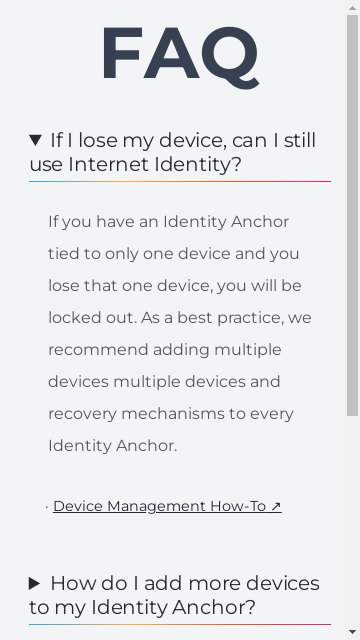 FAQ
▼ If I lose my device, can I still
use Internet Identity?
If you have an Identity Anchor
tied to only one device and you
lose that one device, you will be
locked out. As a best practice, we
recommend adding multiple
devices multiple devices and
recovery mechanisms to every
Identity Anchor.
· Device Management How-To ↗
▶ How do I add more devices
to my Identity Anchor?